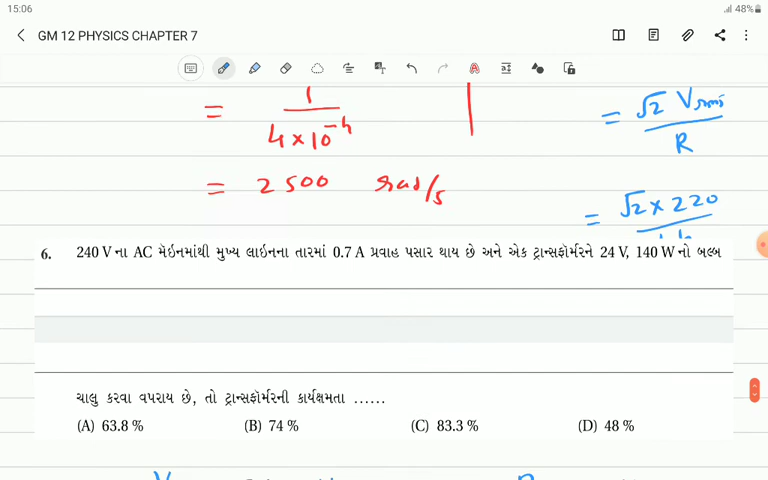 15:06
48%
GM 12 PHYSICS CHAPTER 7
= 1 / 4 × 10⁻⁴
= 2500 rad/s
= √2 Vrms / R
= √2 × 220
6. 240 V ના AC મૅઇનમાંથી મુખ્ય લાઇનના તારમાં 0.7 A પ્રવાહ પસાર થાય છે અને એક ટ્રાન્સફૉર્મરને 24 V, 140 W નો બલ્બ
ચાલુ કરવા વપરાય છે, તો ટ્રાન્સફૉર્મરની કાર્યક્ષમતા ......
(A) 63.8 % (B) 74 % (C) 83.3 % (D) 48 %